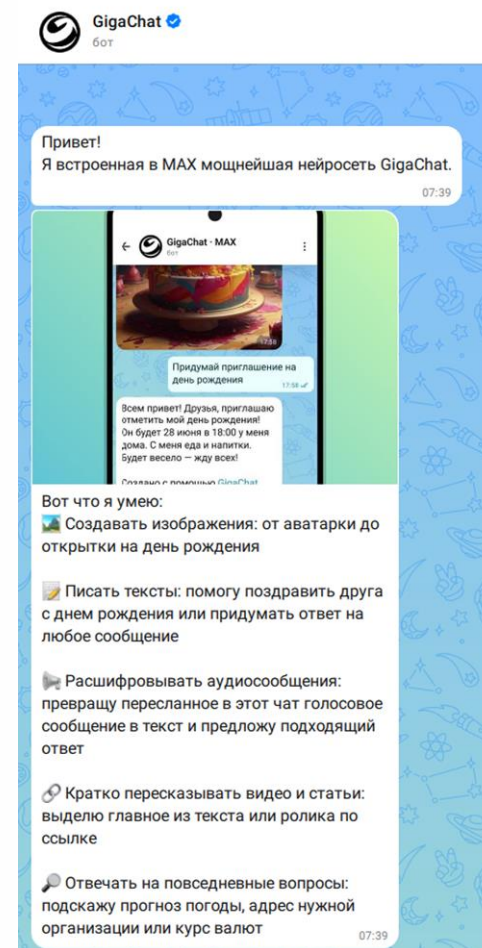 GigaChat
бот
Привет!
Я встроенная в MAX мощнейшая нейросеть GigaChat.
07:39
GigaChat · MAX
бот
17:58
Придумай приглашение на
день рождения
17:58
Всем привет! Друзья, приглашаю
отметить мой день рождения!
Он будет 28 июня в 18:00 у меня
дома. С меня еда и напитки.
Будет весело — жду всех!
Создано с помощью GigaChat
Вот что я умею:
🏞️ Создавать изображения: от аватарки до
открытки на день рождения
📝 Писать тексты: помогу поздравить друга
с днем рождения или придумать ответ на
любое сообщение
📢 Расшифровывать аудиосообщения:
превращу пересланное в этот чат голосовое
сообщение в текст и предложу подходящий
ответ
🔗 Кратко пересказывать видео и статьи:
выделю главное из текста или ролика по
ссылке
🔎 Отвечать на повседневные вопросы:
подскажу прогноз погоды, адрес нужной
организации или курс валют
07:39